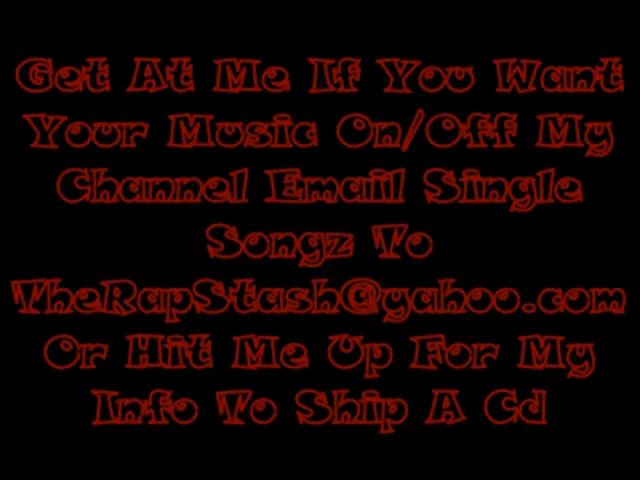 Get At Me If You Want
Your Music On/Off My
Channel Email Single
Songz To
TheRapStash@yahoo.com
Or Hit Me Up For My
Info To Ship A Cd